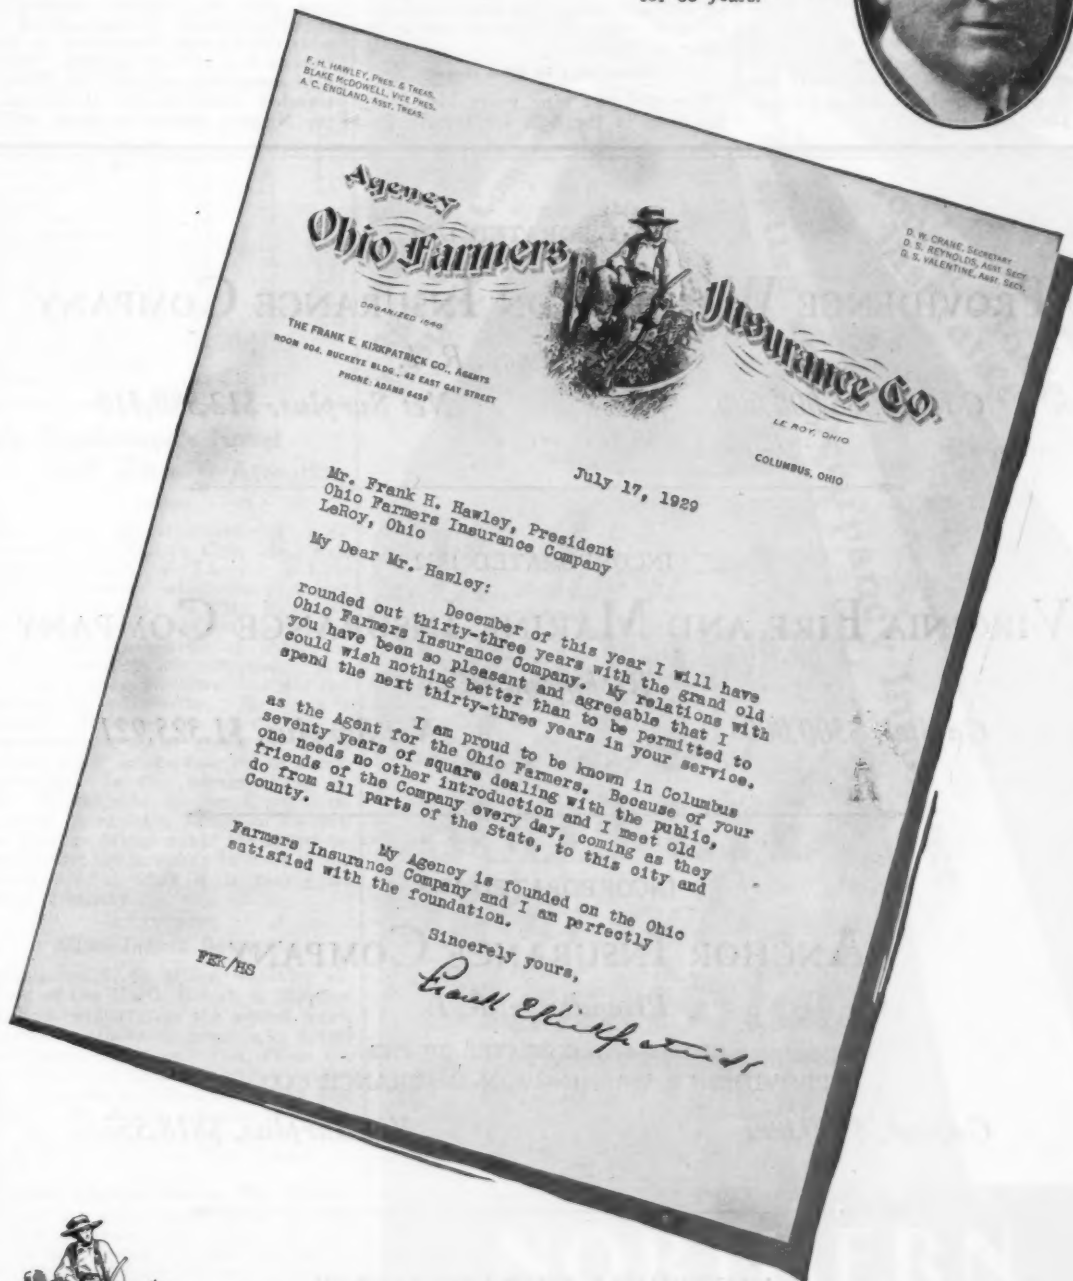 F. H. HAWLEY, PRES. & TREAS.
BLAKE McDOWELL, VICE PRES.
A. C. ENGLAND, ASST. TREAS.
D. W. CRANE, SECRETARY
D. S. REYNOLDS, ASST. SECY.
D. S. VALENTINE, ASST. SECY.
Agency
Ohio Farmers
Insurance Co.
ORGANIZED 1848
LE ROY, OHIO
THE FRANK E. KIRKPATRICK CO., AGENTS
ROOM 804, BUCKEYE BLDG., 42 EAST GAY STREET
PHONE: ADAMS 6459
COLUMBUS, OHIO
July 17, 1929
Mr. Frank H. Hawley, President
Ohio Farmers Insurance Company
LeRoy, Ohio
My Dear Mr. Hawley:
December of this year I will have
rounded out thirty-three years with the grand old
Ohio Farmers Insurance Company. My relations with
you have been so pleasant and agreeable that I
could wish nothing better than to be permitted to
spend the next thirty-three years in your service.
I am proud to be known in Columbus
as the Agent for the Ohio Farmers. Because of your
seventy years of square dealing with the public,
one needs no other introduction and I meet old
friends of the Company every day, coming as they
do from all parts of the State, to this city and
County.
My Agency is founded on the Ohio
Farmers Insurance Company and I am perfectly
satisfied with the foundation.
Sincerely yours,
Frank E Kirkpatrick
FEK/HS